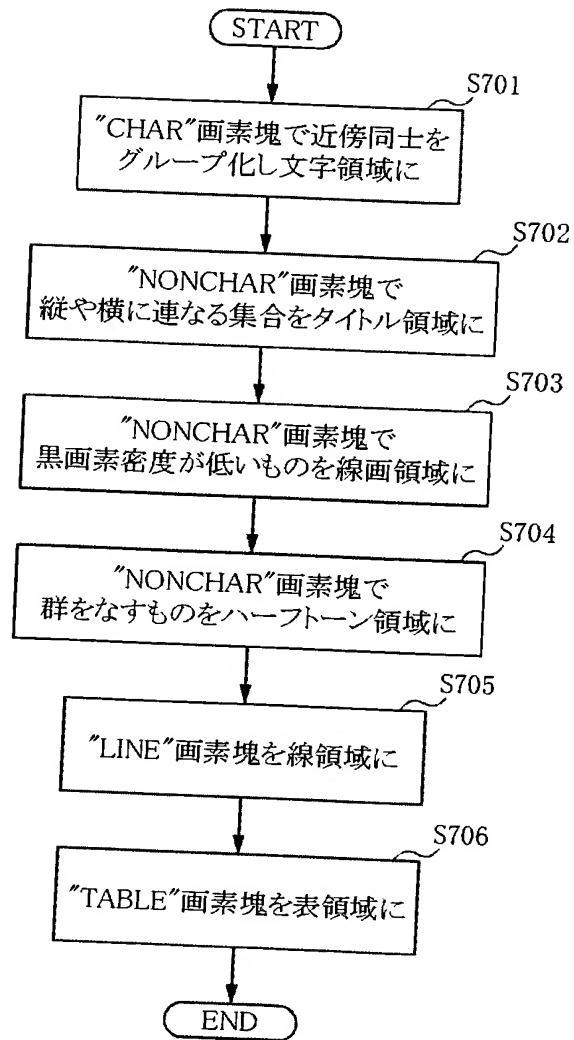 START
S701
"CHAR"画素塊で近傍同士を
グループ化し文字領域に
S702
"NONCHAR"画素塊で
縦や横に連なる集合をタイトル領域に
S703
"NONCHAR"画素塊で
黒画素密度が低いものを線画領域に
S704
"NONCHAR"画素塊で
群をなすものをハーフトーン領域に
S705
"LINE"画素塊を線領域に
S706
"TABLE"画素塊を表領域に
END